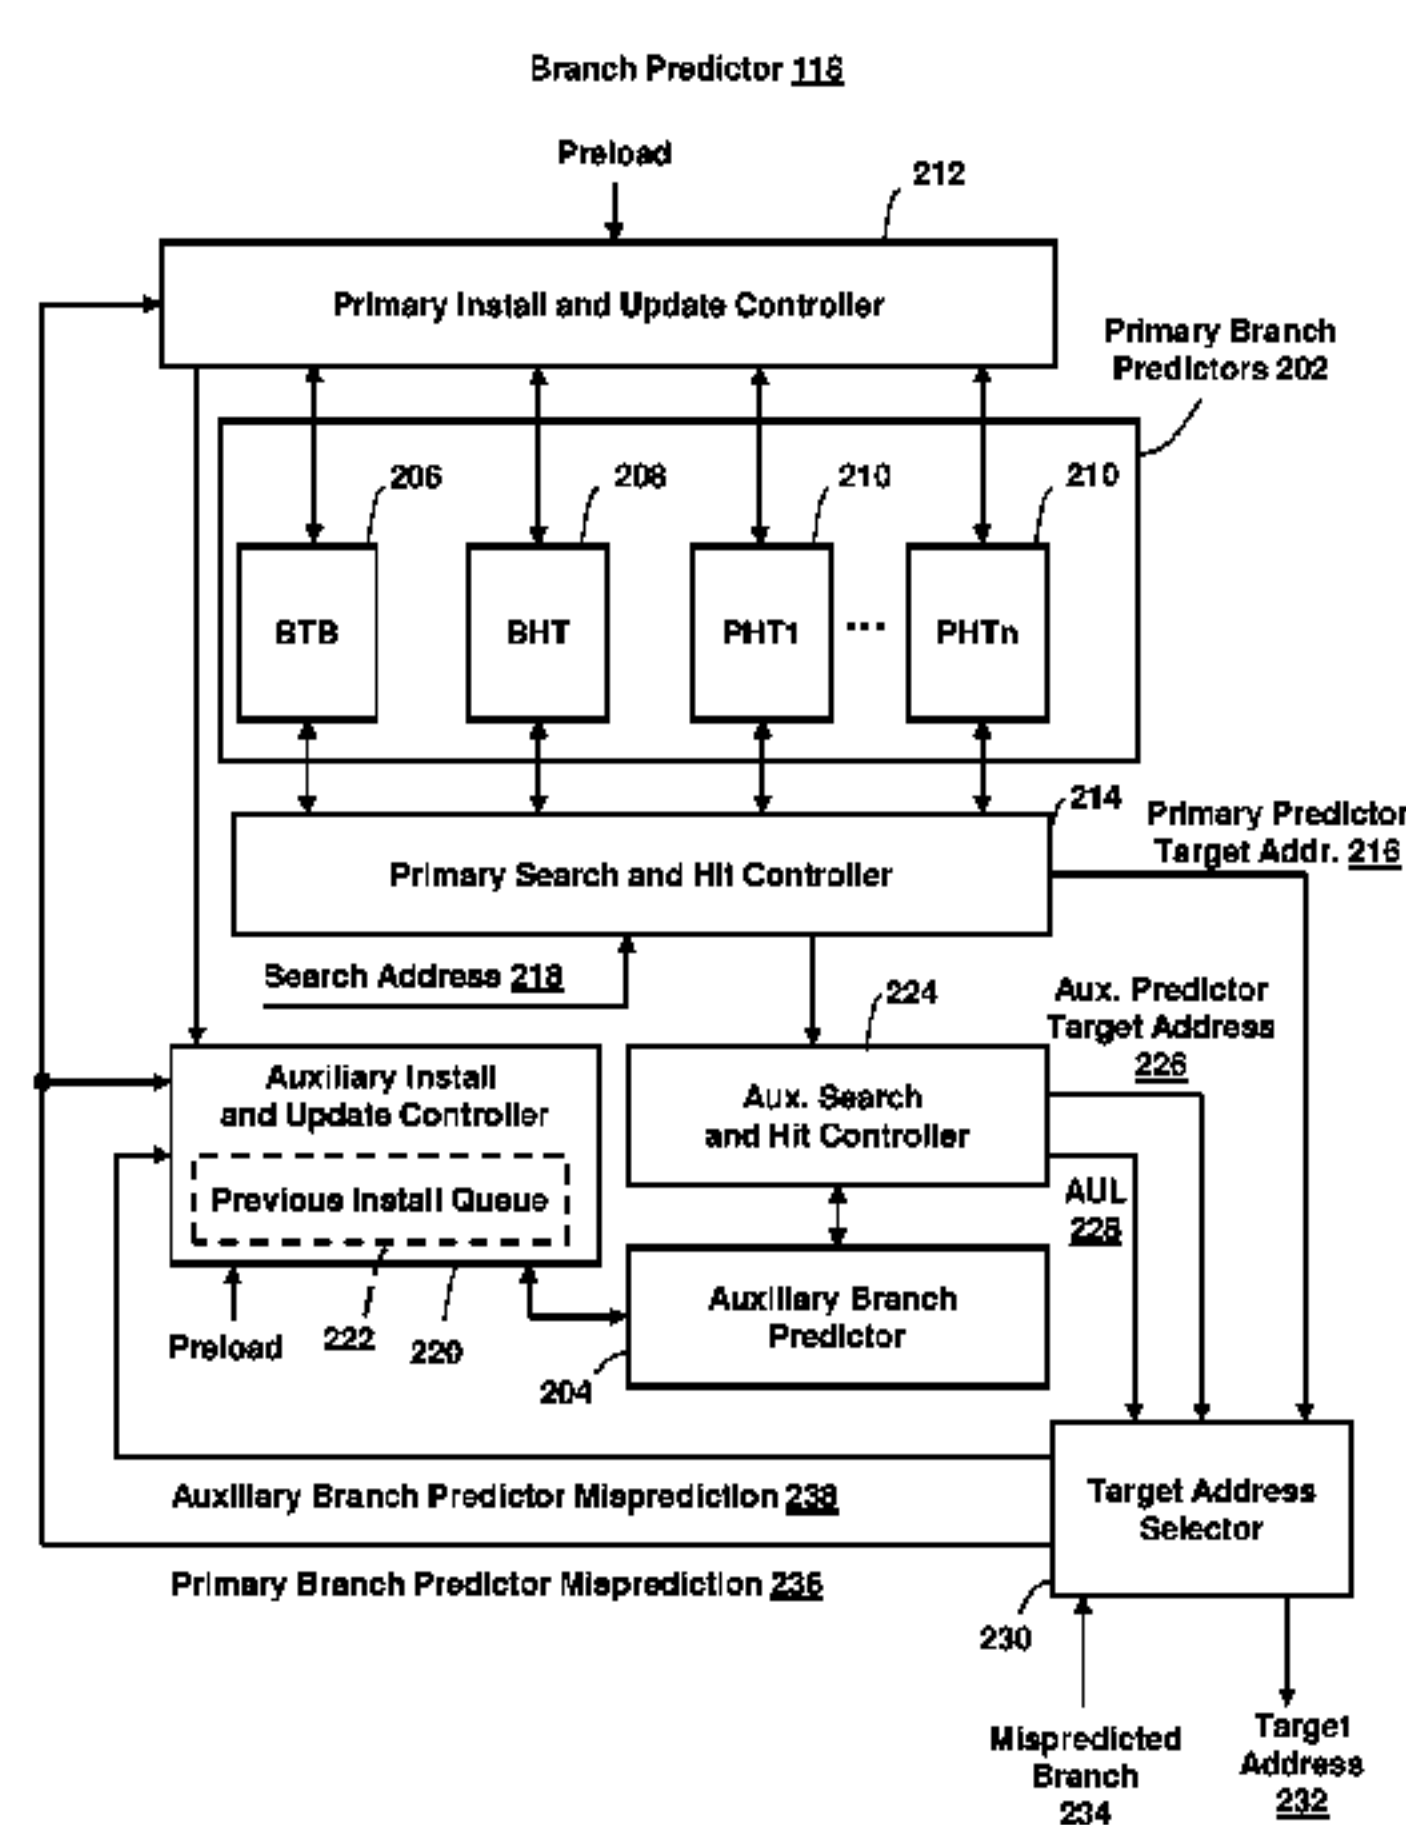 Branch Predictor 118
Preload
212
Primary Install and Update Controller
Primary Branch
Predictors 202
206
208
210
210
BTB
BHT
PHT1
...
PHTn
214
Primary Predictor
Target Addr. 216
Primary Search and Hit Controller
Search Address 218
224
Aux. Predictor
Target Address
226
Auxiliary Install
and Update Controller
Aux. Search
and Hit Controller
Previous Install Queue
AUL
228
Auxiliary Branch
Predictor
Preload
222
220
204
Auxiliary Branch Predictor Misprediction 238
Target Address
Selector
Primary Branch Predictor Misprediction 236
230
Mispredicted
Branch
234
Target
Address
232